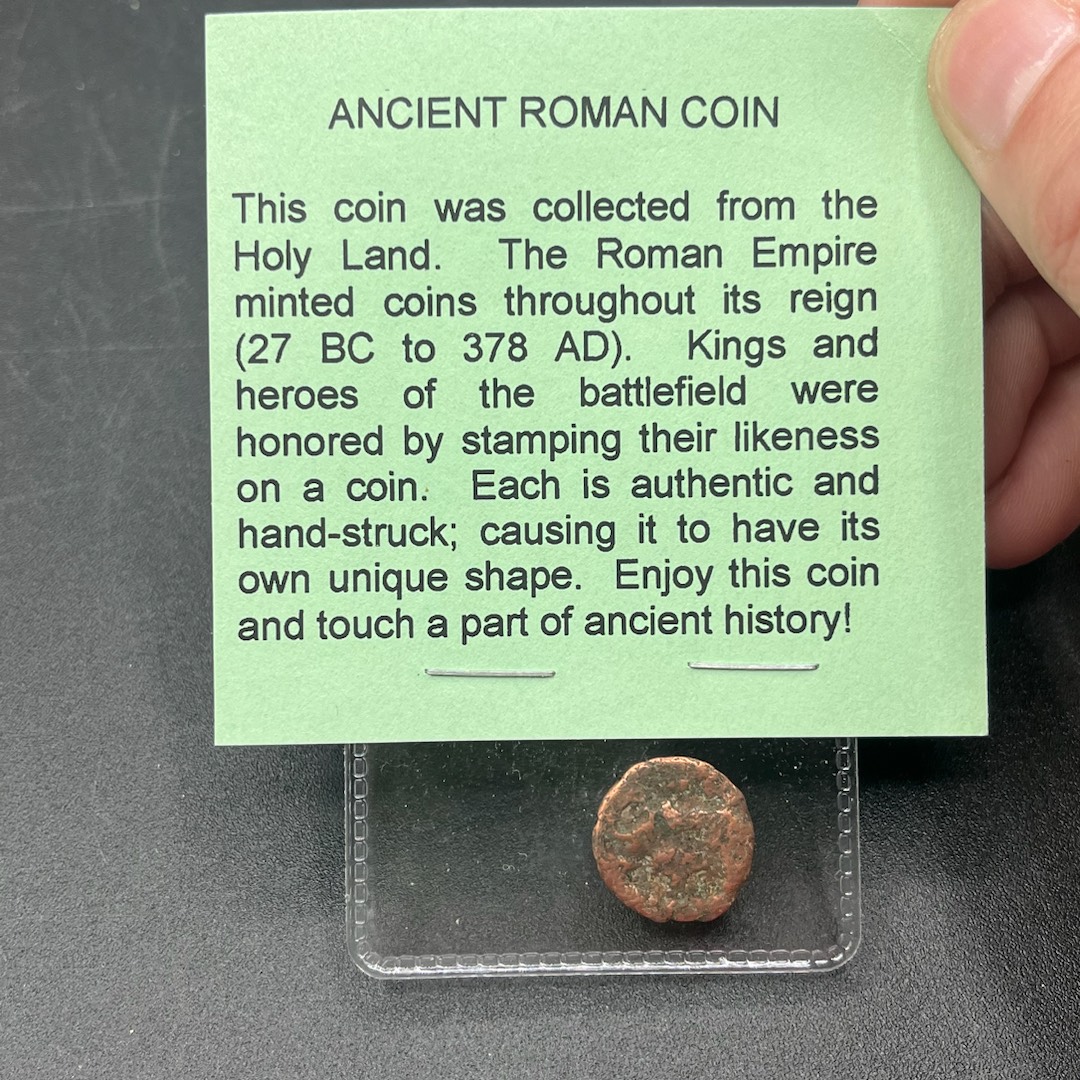 ANCIENT ROMAN COIN
This coin was collected from the
Holy Land. The Roman Empire
minted coins throughout its reign
(27 BC to 378 AD). Kings and
heroes of the battlefield were
honored by stamping their likeness
on a coin. Each is authentic and
hand-struck; causing it to have its
own unique shape. Enjoy this coin
and touch a part of ancient history!